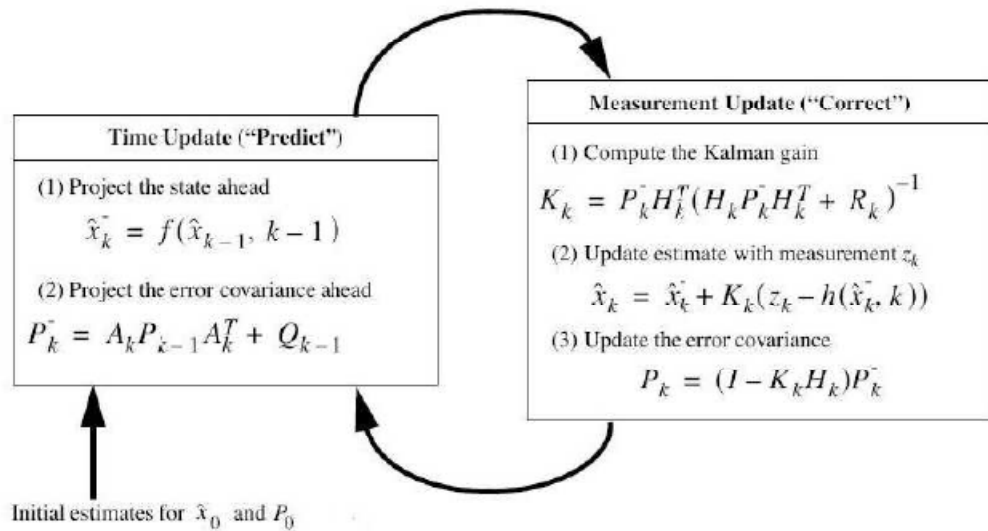 Time Update (“Predict”)
(1) Project the state ahead
x̂⁻ₖ = f(x̂ₖ₋₁, k – 1)
(2) Project the error covariance ahead
P⁻ₖ = AₖPₖ₋₁Aₖᵀ + Qₖ₋₁
Initial estimates for x̂₀ and P₀
Measurement Update (“Correct”)
(1) Compute the Kalman gain
Kₖ = P⁻ₖHₖᵀ(HₖP⁻ₖHₖᵀ + Rₖ)⁻¹
(2) Update estimate with measurement zₖ
x̂ₖ = x̂⁻ₖ + Kₖ(zₖ – h(x̂⁻ₖ, k))
(3) Update the error covariance
Pₖ = (I – KₖHₖ)P⁻ₖ